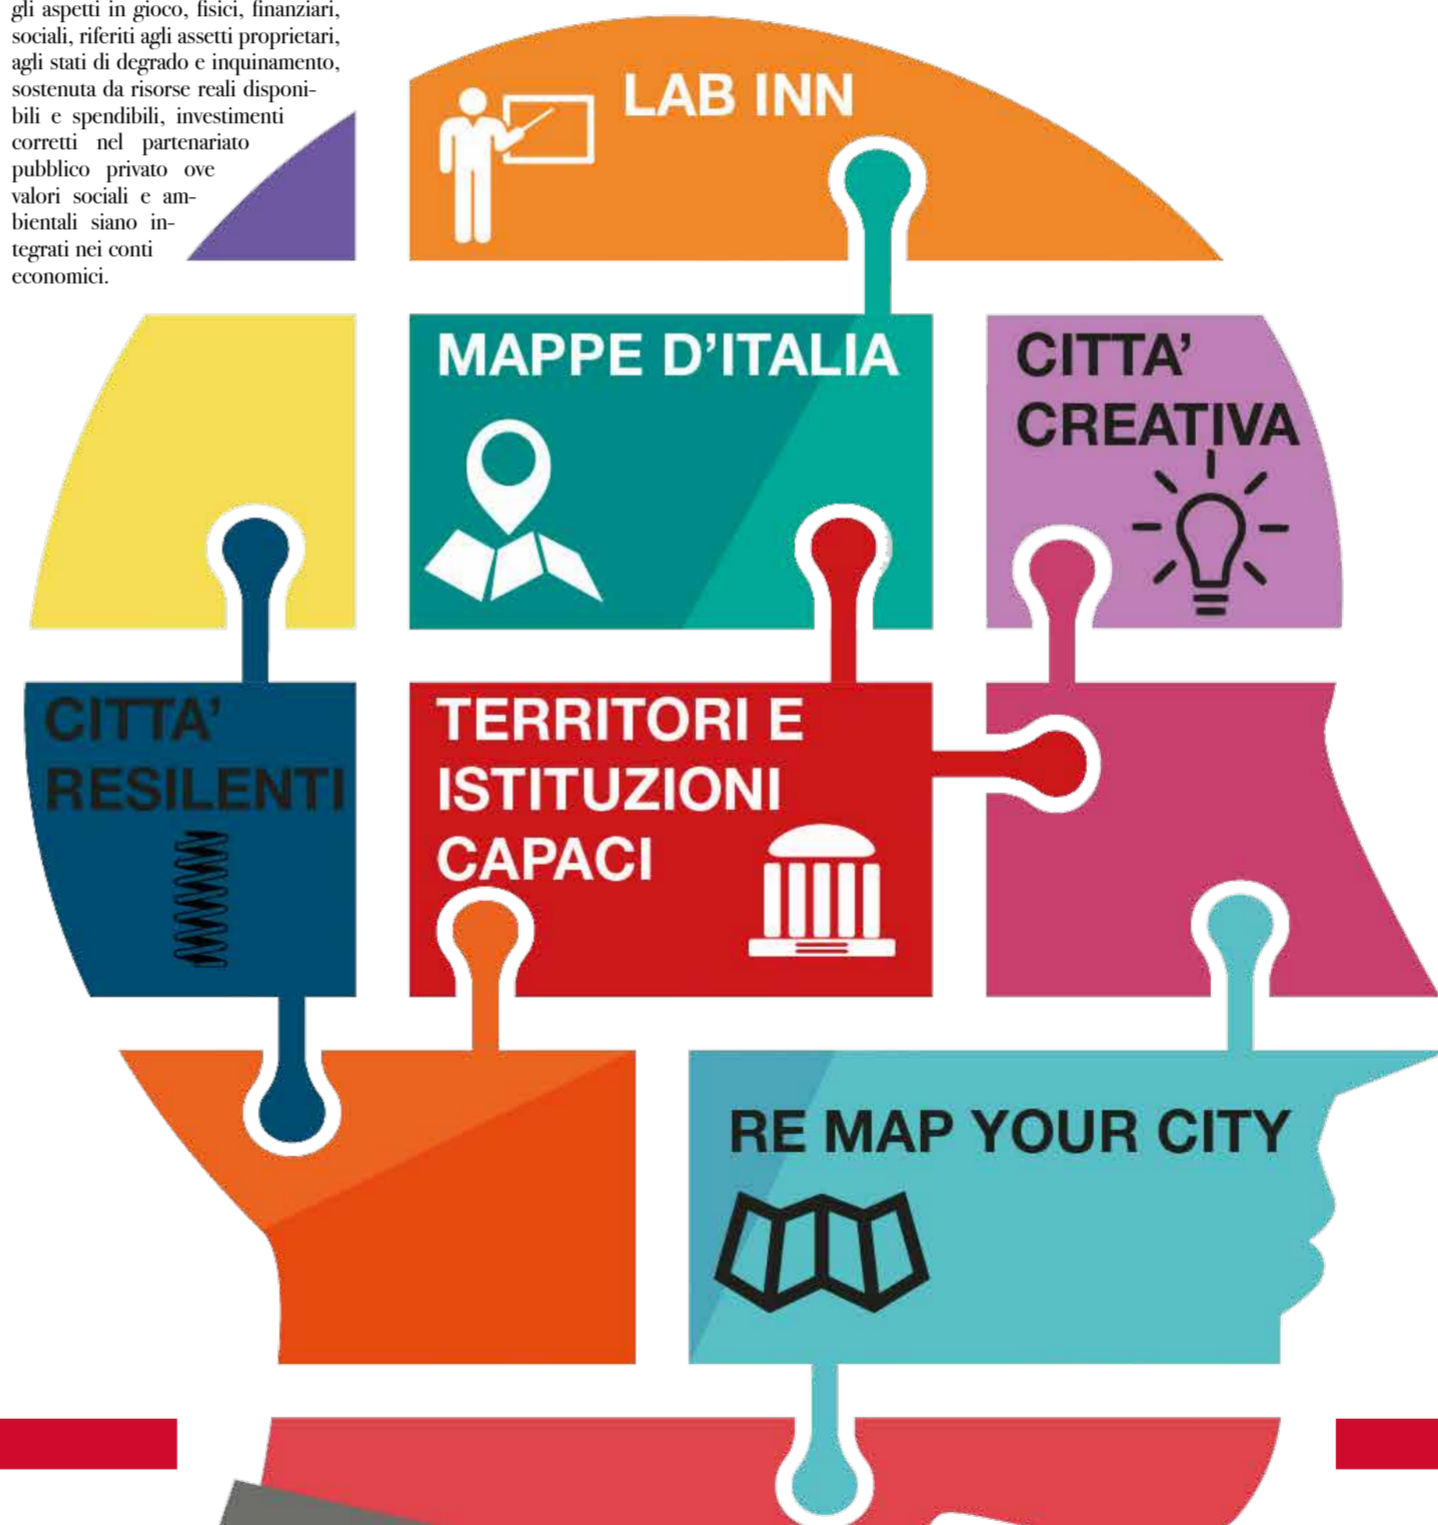 gli aspetti in gioco, fisici, finanziari,
sociali, riferiti agli assetti proprietari,
agli stati di degrado e inquinamento,
sostenuta da risorse reali disponi-
bili e spendibili, investimenti
corretti nel partenariato
pubblico privato ove
valori sociali e am-
bientali siano in-
tegrati nei conti
economici.
LAB INN
MAPPE D’ITALIA
CITTA’
CREATIVA
CITTA’
RESILENTI
TERRITORI E
ISTITUZIONI
CAPACI
RE MAP YOUR CITY